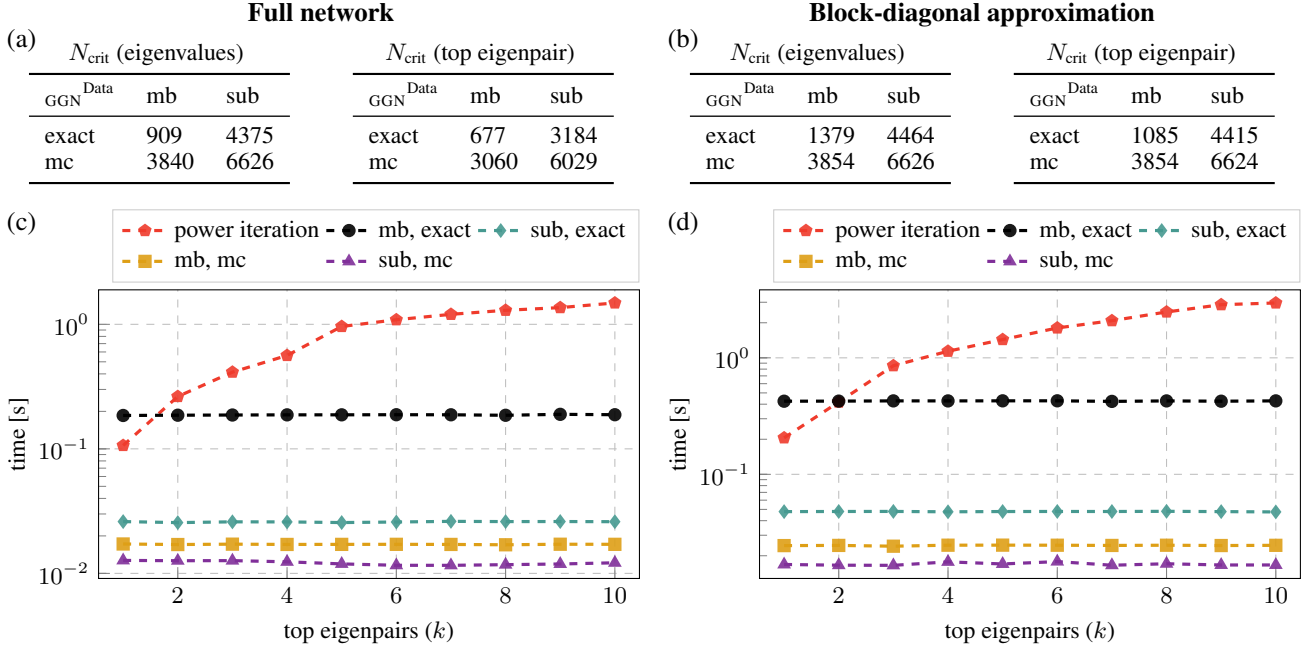 Full network
Block-diagonal approximation
(a)
N_crit (eigenvalues)
GGN^Data mb sub
exact 909 4375
mc 3840 6626
N_crit (top eigenpair)
GGN^Data mb sub
exact 677 3184
mc 3060 6029
(b)
N_crit (eigenvalues)
GGN^Data mb sub
exact 1379 4464
mc 3854 6626
N_crit (top eigenpair)
GGN^Data mb sub
exact 1085 4415
mc 3854 6624
(c)
power iteration mb, exact sub, exact
mb, mc sub, mc
10^0
10^−1
10^−2
time [s]
2 4 6 8 10
top eigenpairs (k)
(d)
power iteration mb, exact sub, exact
mb, mc sub, mc
10^0
10^−1
time [s]
2 4 6 8 10
top eigenpairs (k)